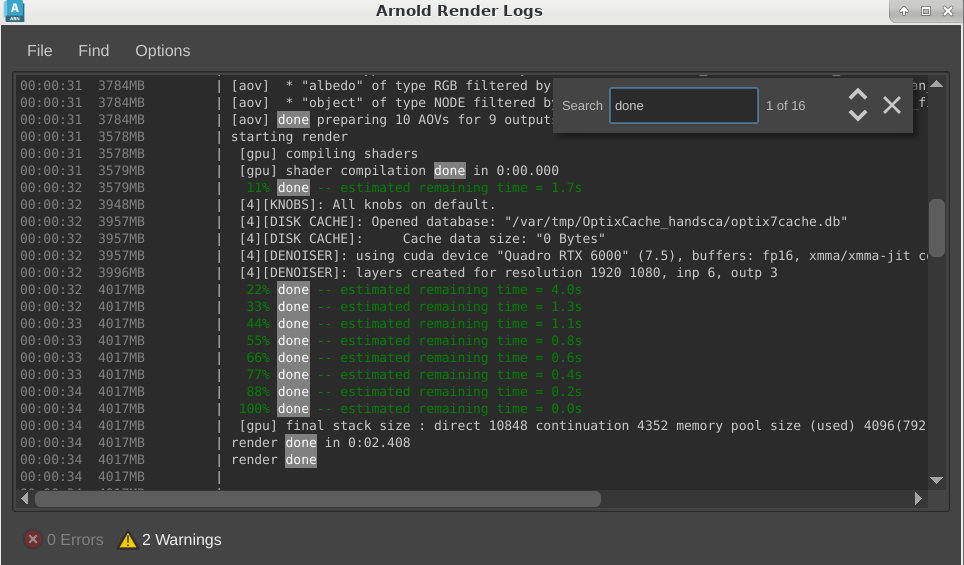 A
ARN
Arnold Render Logs
File Find Options
00:00:31 3784MB | [aov] * "albedo" of type RGB filtered by
00:00:31 3784MB | [aov] * "object" of type NODE filtered by
00:00:31 3784MB | [aov] done preparing 10 AOVs for 9 outputs
Search done 1 of 16
00:00:31 3578MB | starting render
00:00:31 3578MB | [gpu] compiling shaders
00:00:31 3579MB | [gpu] shader compilation done in 0:00.000
00:00:32 3579MB | 11% done -- estimated remaining time = 1.7s
00:00:32 3948MB | [4][KNOBS]: All knobs on default.
00:00:32 3957MB | [4][DISK CACHE]: Opened database: "/var/tmp/OptixCache_handsca/optix7cache.db"
00:00:32 3957MB | [4][DISK CACHE]: Cache data size: "0 Bytes"
00:00:32 3957MB | [4][DENOISER]: using cuda device "Quadro RTX 6000" (7.5), buffers: fp16, xmma/xmma-jit
00:00:32 3996MB | [4][DENOISER]: layers created for resolution 1920 1080, inp 6, outp 3
00:00:32 4017MB | 22% done -- estimated remaining time = 4.0s
00:00:32 4017MB | 33% done -- estimated remaining time = 1.3s
00:00:33 4017MB | 44% done -- estimated remaining time = 1.1s
00:00:33 4017MB | 55% done -- estimated remaining time = 0.8s
00:00:33 4017MB | 66% done -- estimated remaining time = 0.6s
00:00:33 4017MB | 77% done -- estimated remaining time = 0.4s
00:00:34 4017MB | 88% done -- estimated remaining time = 0.2s
00:00:34 4017MB | 100% done -- estimated remaining time = 0.0s
00:00:34 4017MB | [gpu] final stack size : direct 10848 continuation 4352 memory pool size (used) 4096(792
00:00:34 4017MB | render done in 0:02.408
00:00:34 4017MB | render done
00:00:34 4017MB |
0 Errors 2 Warnings